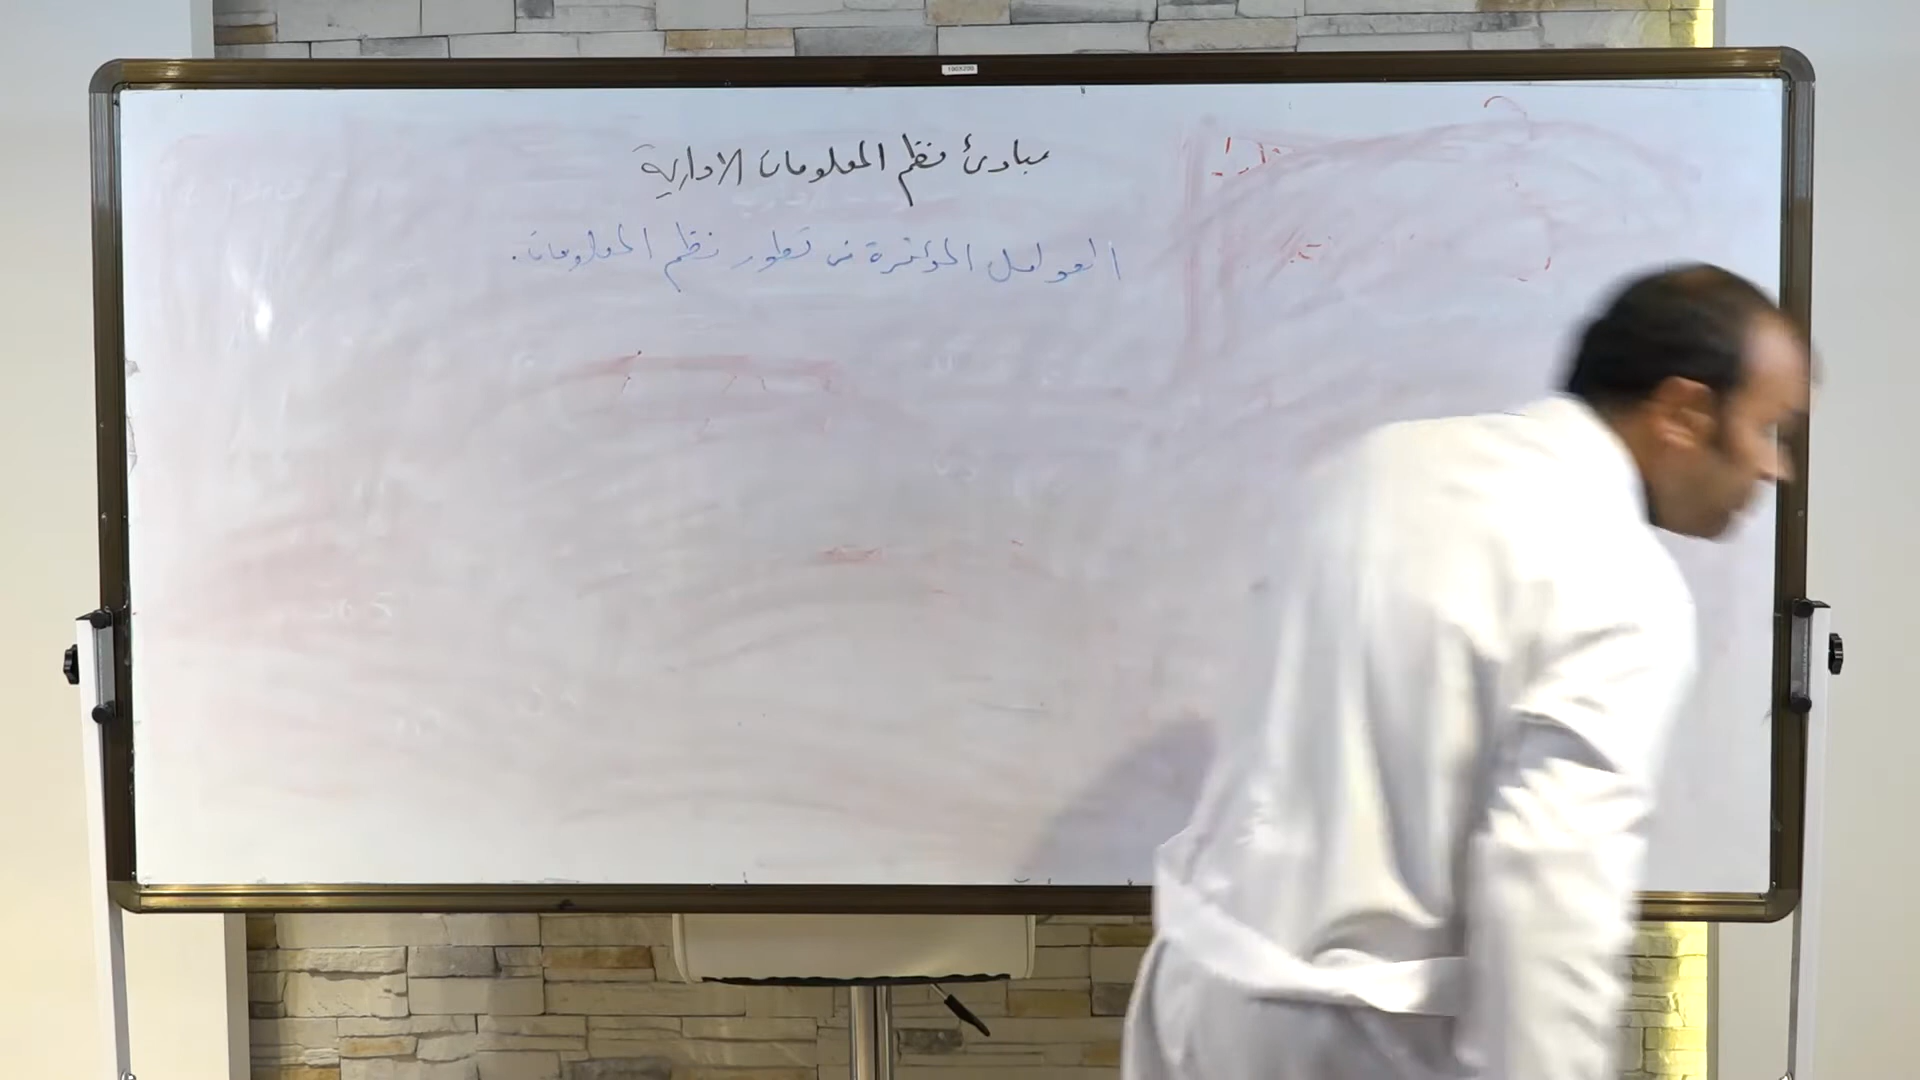 مبادئ نظم المعلومات الادارية
العوامل المؤثرة في تطور نظم المعلومات.